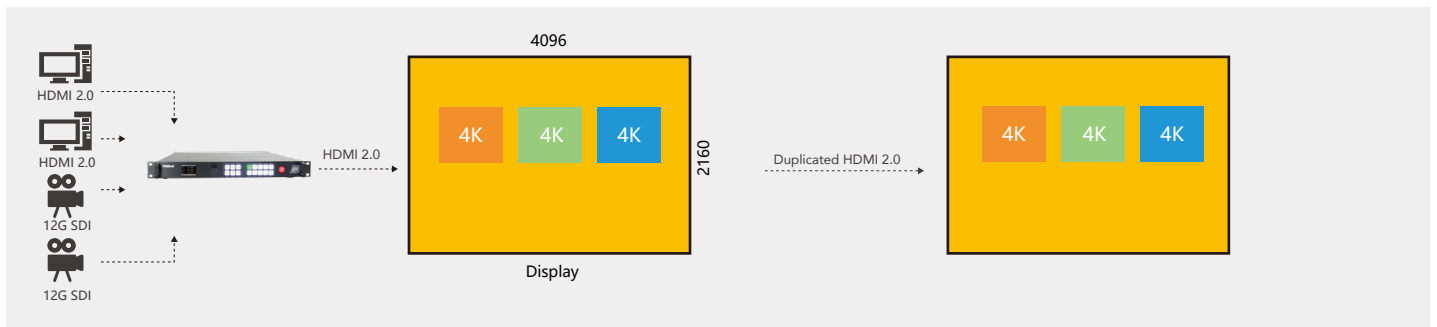 HDMI 2.0
HDMI 2.0
12G SDI
12G SDI
HDMI 2.0
4096
4K 4K 4K
2160
Display
Duplicated HDMI 2.0
4K 4K 4K